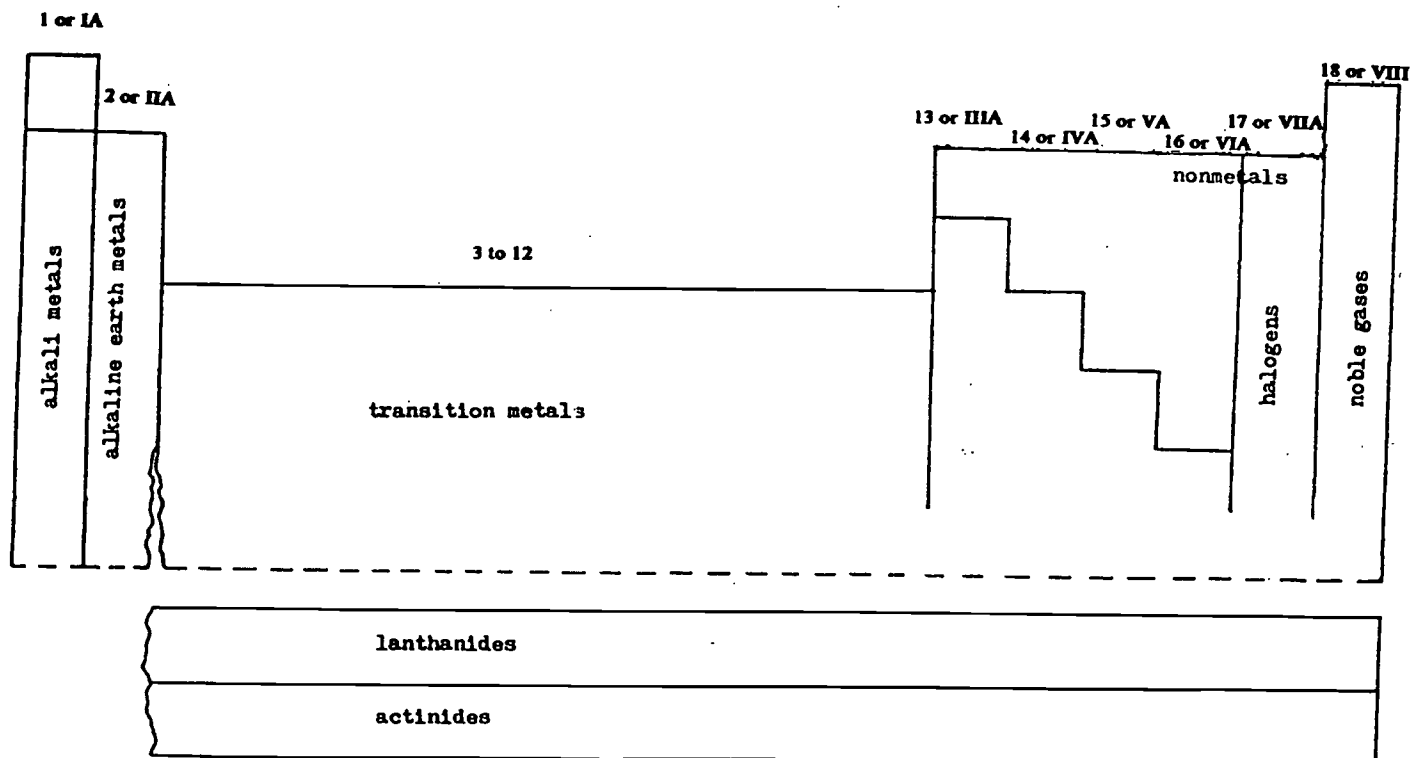 1 or IA
18 or VIII
2 or IIA
13 or IIIA
15 or VA
17 or VIIA
14 or IVA
16 or VIA
nonmetals
3 to 12
alkali metals
alkaline earth metals
transition metals
halogens
noble gases
lanthanides
actinides